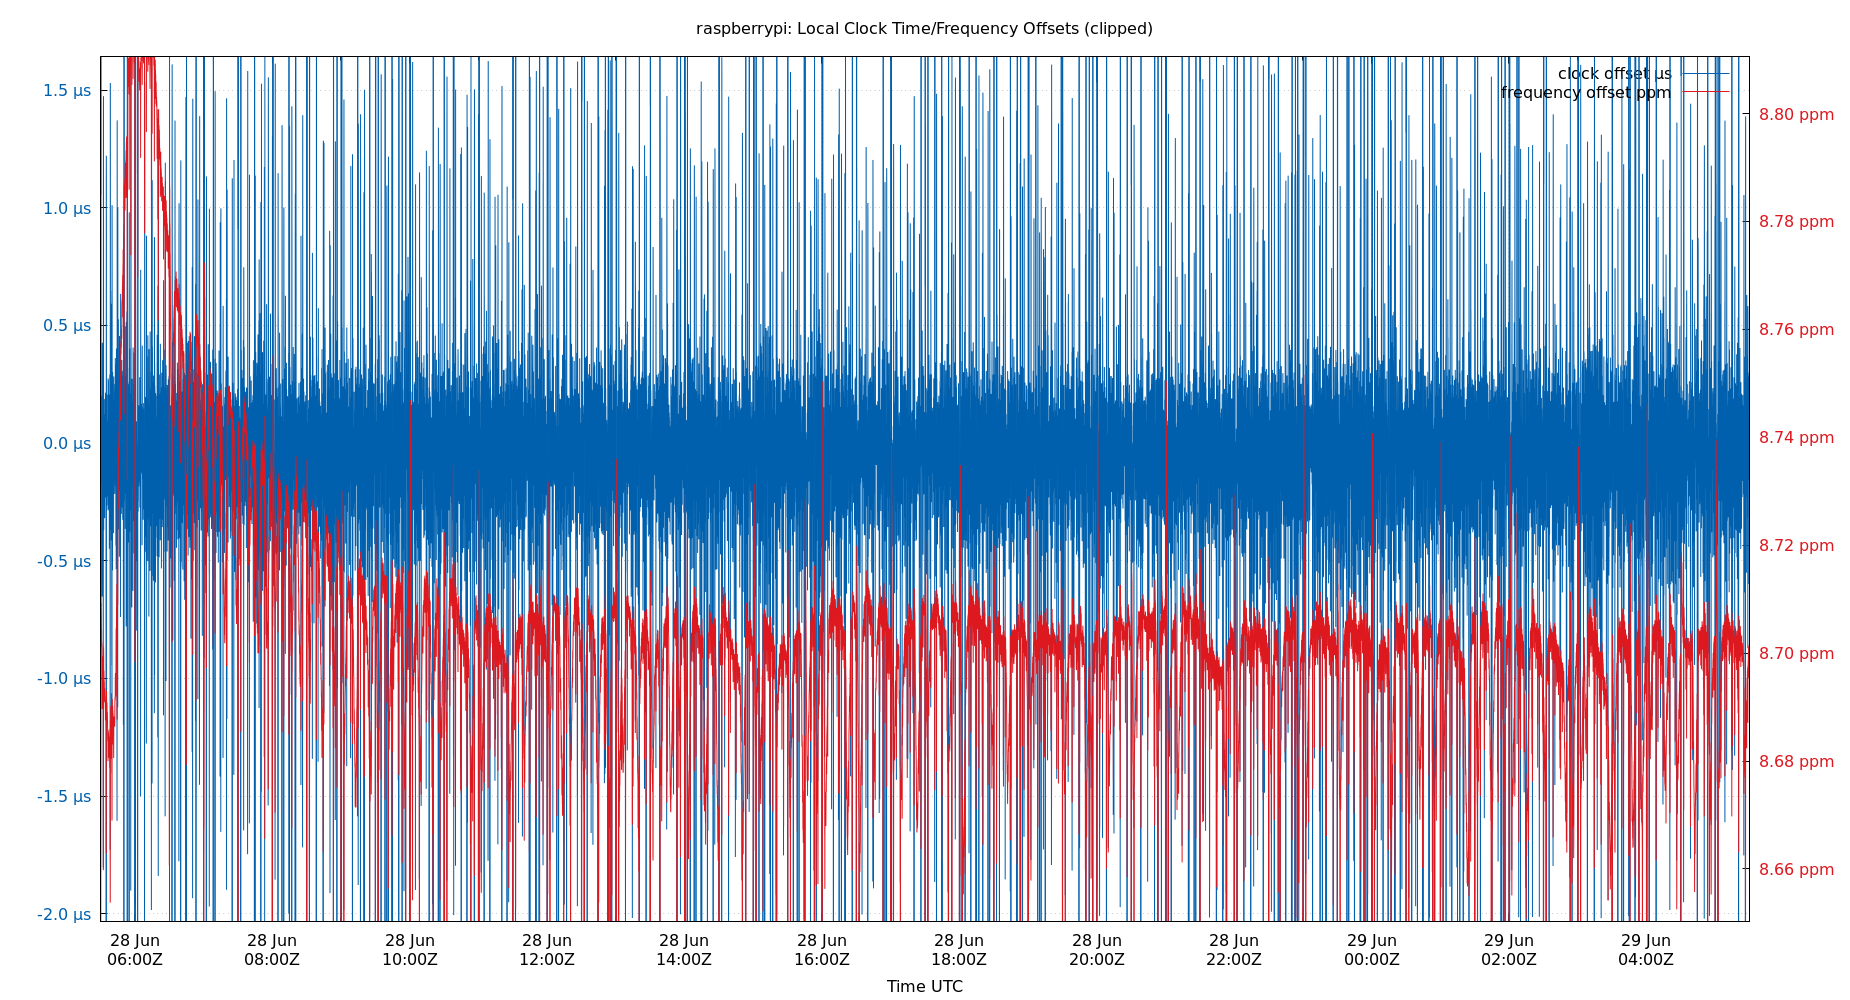 raspberrypi: Local Clock Time/Frequency Offsets (clipped)
clock offset µs
frequency offset ppm
1.5 µs
1.0 µs
0.5 µs
0.0 µs
-0.5 µs
-1.0 µs
-1.5 µs
-2.0 µs
8.80 ppm
8.78 ppm
8.76 ppm
8.74 ppm
8.72 ppm
8.70 ppm
8.68 ppm
8.66 ppm
28 Jun 28 Jun 28 Jun 28 Jun 28 Jun 28 Jun 28 Jun 28 Jun 28 Jun 29 Jun 29 Jun 29 Jun
06:00Z 08:00Z 10:00Z 12:00Z 14:00Z 16:00Z 18:00Z 20:00Z 22:00Z 00:00Z 02:00Z 04:00Z
Time UTC